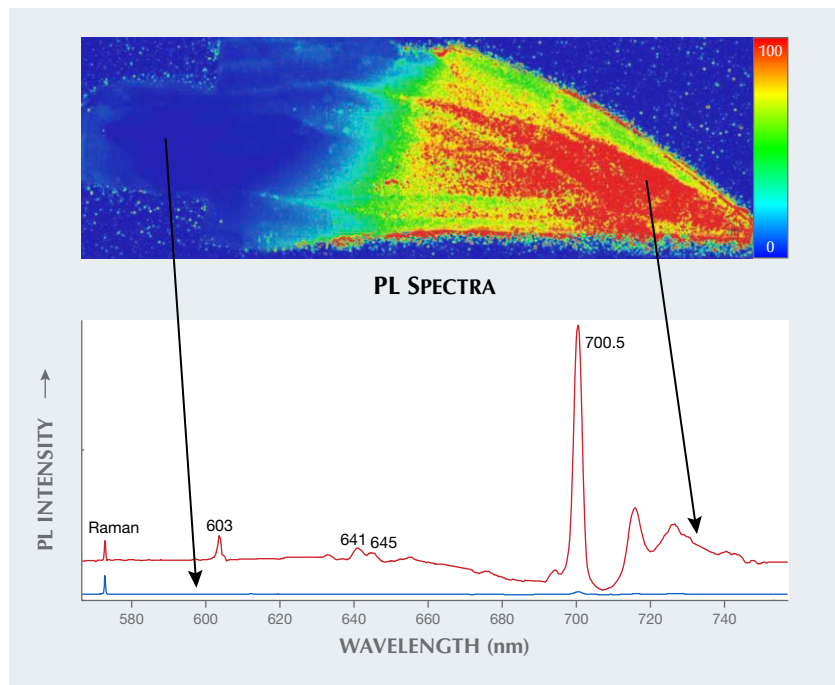 100
0
PL SPECTRA
PL INTENSITY →
700.5
Raman
603
641 645
580 600 620 640 660 680 700 720 740
WAVELENGTH (nm)